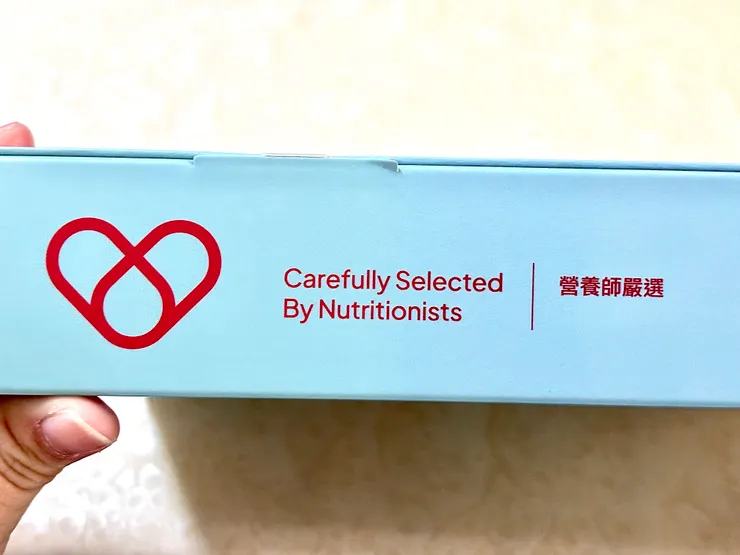 Carefully Selected
By Nutritionists
營養師嚴選